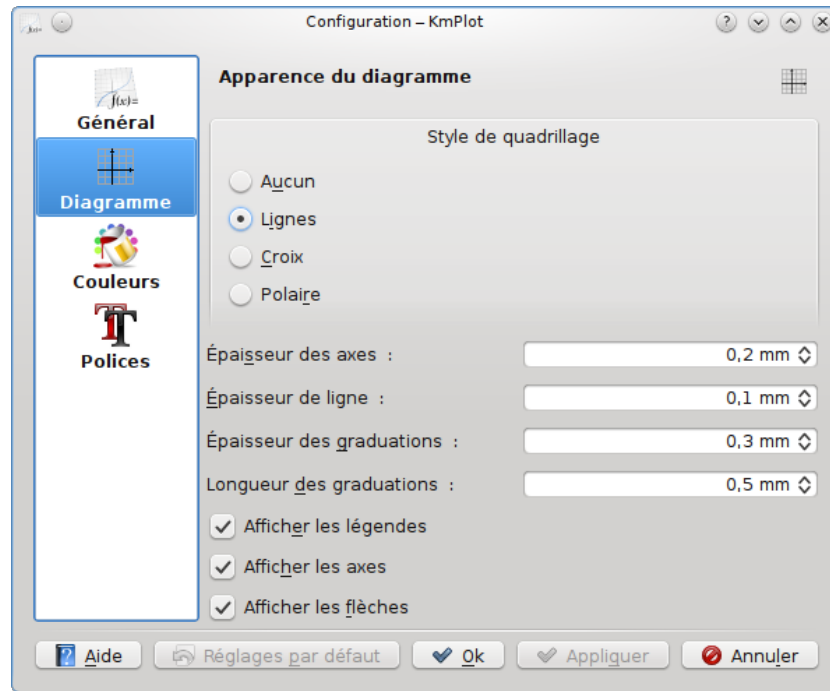 Configuration – KmPlot
Général
Diagramme
Couleurs
Polices
Apparence du diagramme
Style de quadrillage
Aucun
Lignes
Croix
Polaire
Épaisseur des axes :
0,2 mm
Épaisseur de ligne :
0,1 mm
Épaisseur des graduations :
0,3 mm
Longueur des graduations :
0,5 mm
Afficher les légendes
Afficher les axes
Afficher les flèches
Aide
Réglages par défaut
Ok
Appliquer
Annuler